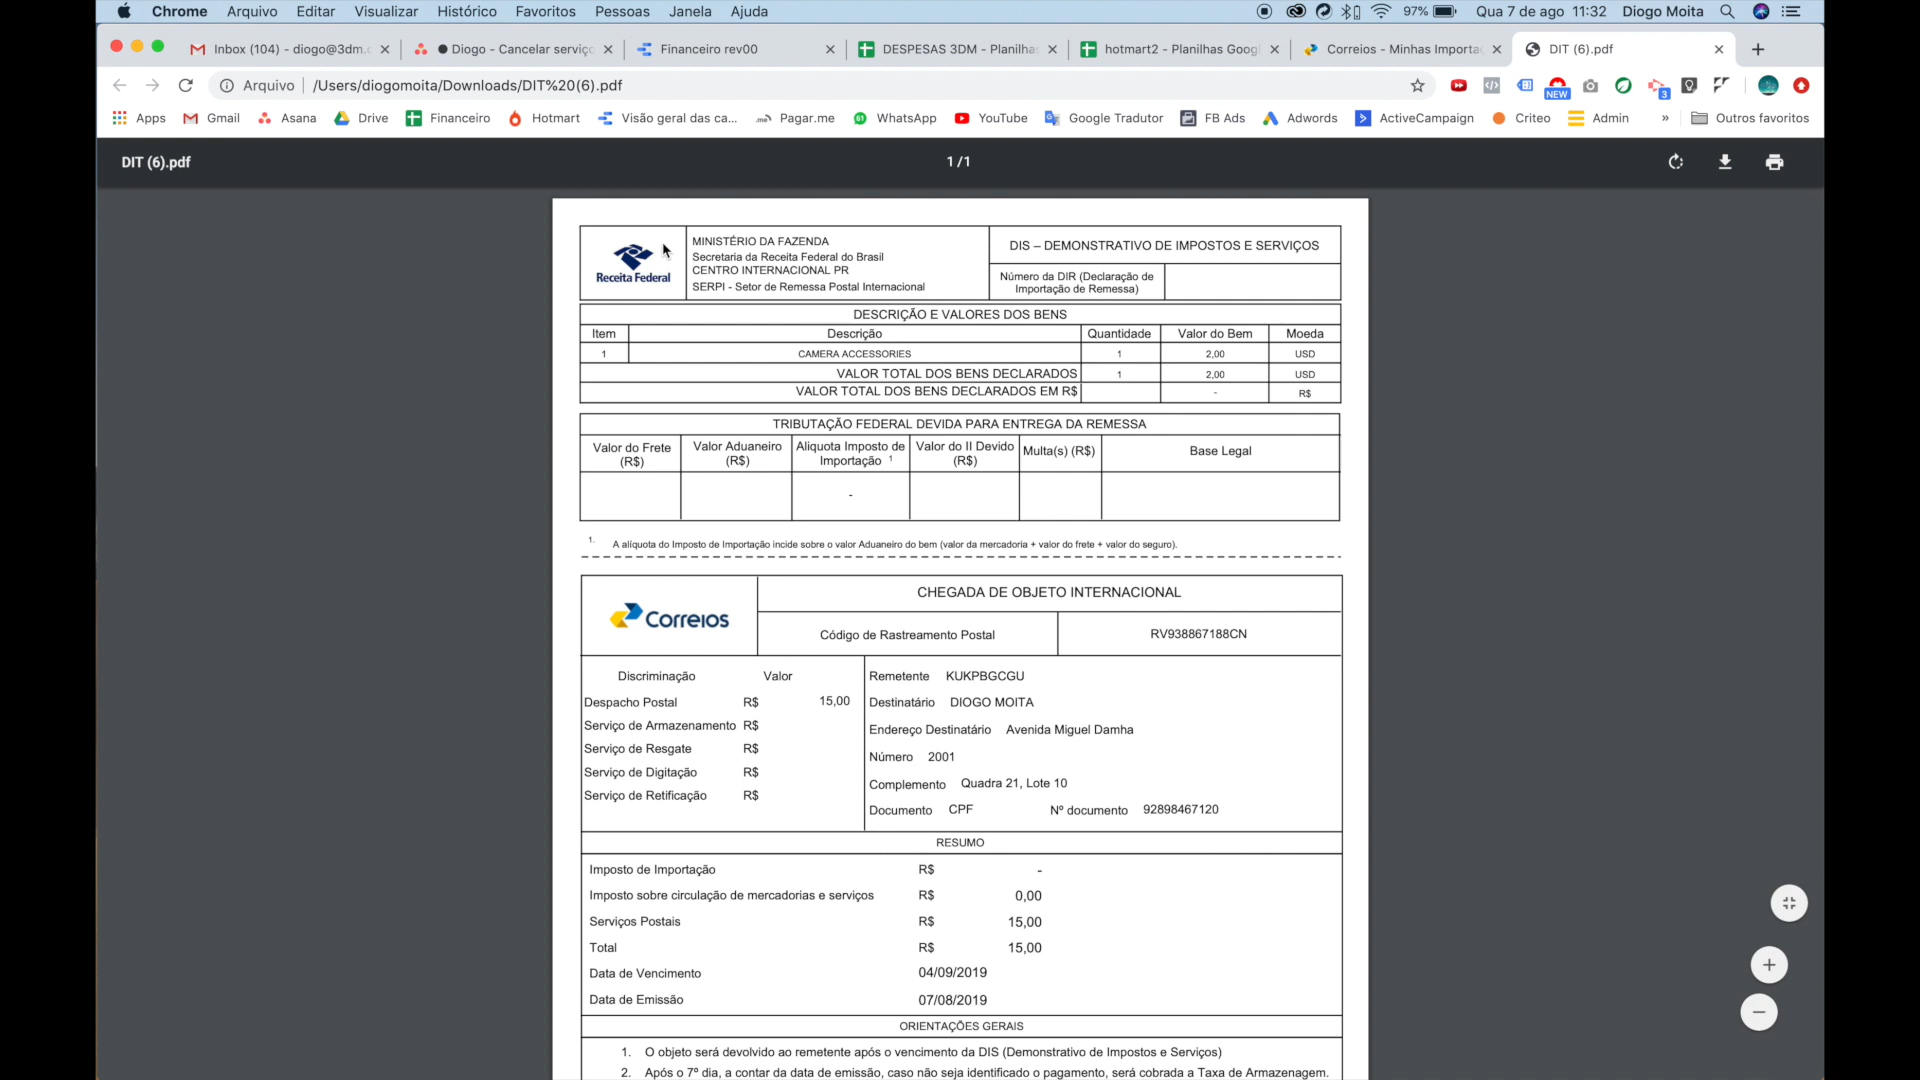 Chrome Arquivo Editar Visualizar Histórico Favoritos Pessoas Janela Ajuda 97% Qua 7 de ago 11:32 Diogo Moita
Inbox (104) - diogo@3dm.c Diogo - Cancelar serviço Financeiro rev00 DESPESAS 3DM - Planilhas hotmart2 - Planilhas Goog Correios - Minhas Importa DIT (6).pdf
Arquivo /Users/diogomoita/Downloads/DIT%20(6).pdf NEW 3
Apps Gmail Asana Drive Financeiro Hotmart Visão geral das ca... Pagar.me WhatsApp YouTube Google Tradutor FB Ads Adwords ActiveCampaign Criteo Admin » Outros favoritos
DIT (6).pdf 1 / 1
Receita Federal
MINISTÉRIO DA FAZENDA
Secretaria da Receita Federal do Brasil
CENTRO INTERNACIONAL PR
SERPI - Setor de Remessa Postal Internacional
DIS – DEMONSTRATIVO DE IMPOSTOS E SERVIÇOS
Número da DIR (Declaração de
Importação de Remessa)
DESCRIÇÃO E VALORES DOS BENS
Item Descrição Quantidade Valor do Bem Moeda
1 CAMERA ACCESSORIES 1 2,00 USD
VALOR TOTAL DOS BENS DECLARADOS 1 2,00 USD
VALOR TOTAL DOS BENS DECLARADOS EM R$ - R$
TRIBUTAÇÃO FEDERAL DEVIDA PARA ENTREGA DA REMESSA
Valor do Frete (R$) Valor Aduaneiro (R$) Aliquota Imposto de Importação 1 Valor do II Devido (R$) Multa(s) (R$) Base Legal
-
1. A alíquota do Imposto de Importação incide sobre o valor Aduaneiro do bem (valor da mercadoria + valor do frete + valor do seguro).
Correios
CHEGADA DE OBJETO INTERNACIONAL
Código de Rastreamento Postal RV938867188CN
Discriminação Valor
Despacho Postal R$ 15,00
Serviço de Armazenamento R$
Serviço de Resgate R$
Serviço de Digitação R$
Serviço de Retificação R$
Remetente KUKPBGCGU
Destinatário DIOGO MOITA
Endereço Destinatário Avenida Miguel Damha
Número 2001
Complemento Quadra 21, Lote 10
Documento CPF Nº documento 92898467120
RESUMO
Imposto de Importação R$ -
Imposto sobre circulação de mercadorias e serviços R$ 0,00
Serviços Postais R$ 15,00
Total R$ 15,00
Data de Vencimento 04/09/2019
Data de Emissão 07/08/2019
ORIENTAÇÕES GERAIS
1. O objeto será devolvido ao remetente após o vencimento da DIS (Demonstrativo de Impostos e Serviços)
2. Após o 7º dia, a contar da data de emissão, caso não seja identificado o pagamento, será cobrada a Taxa de Armazenagem.